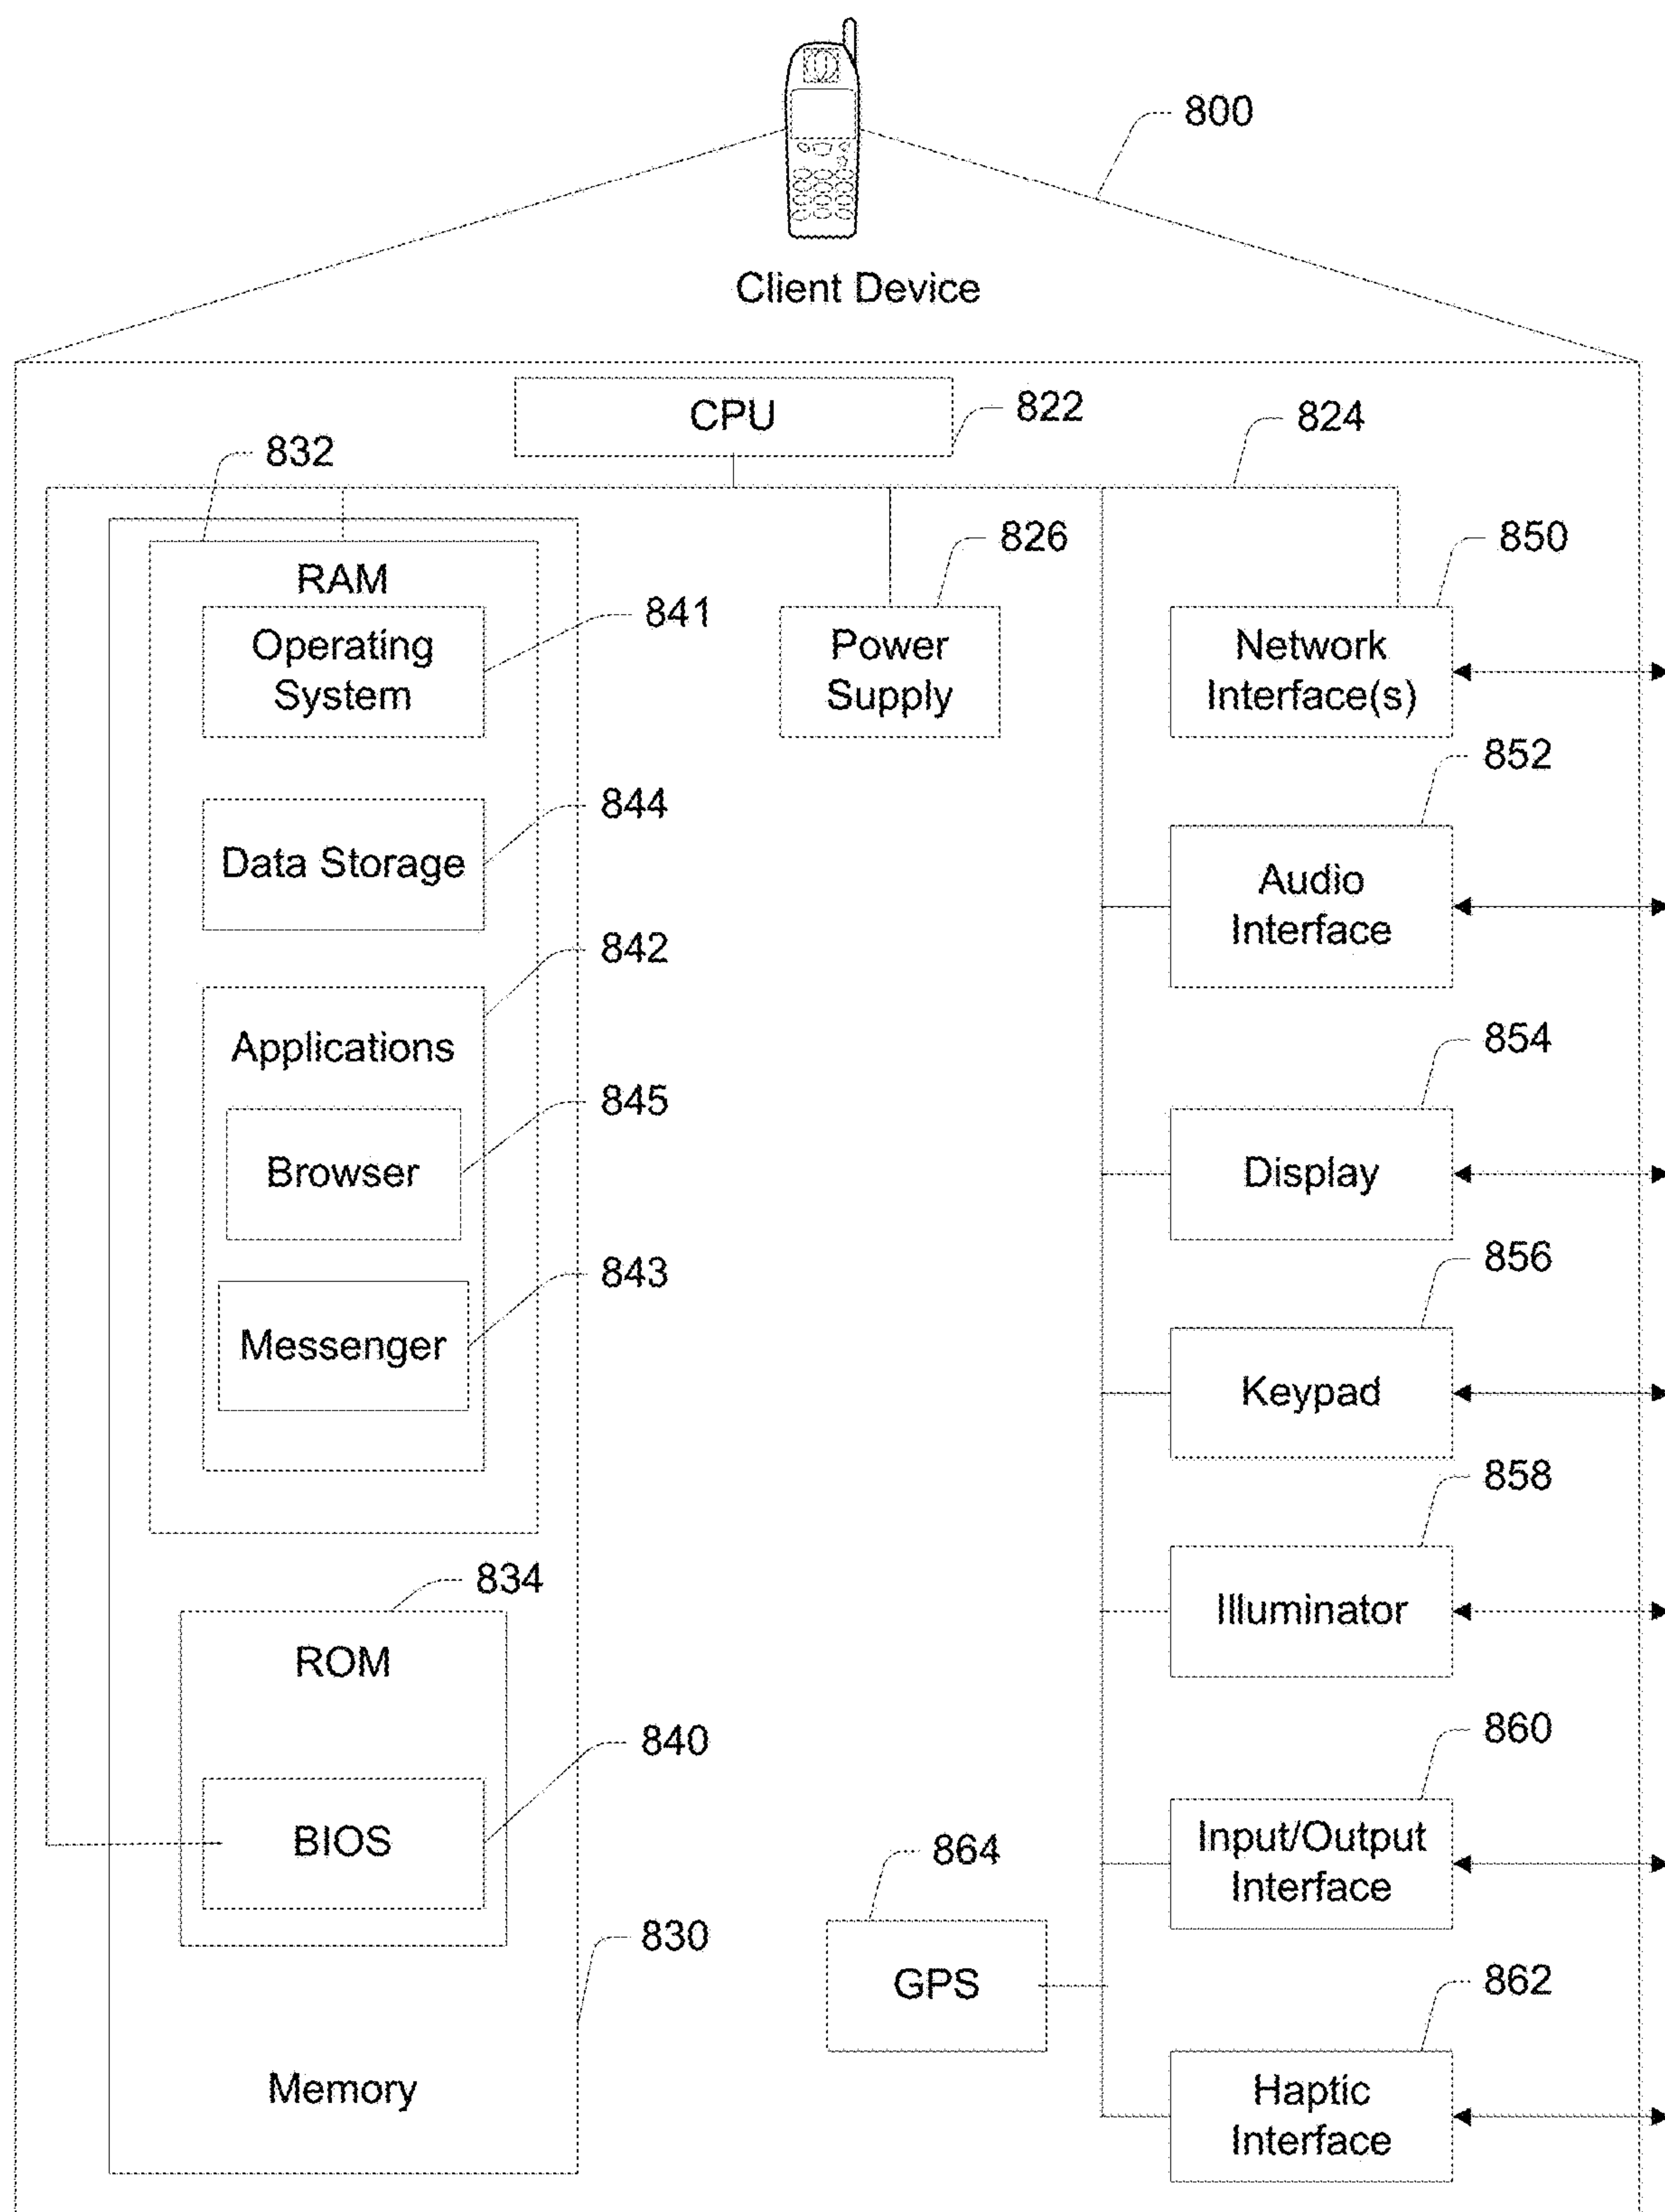 800
Client Device
CPU
822
824
832
RAM
826
850
Operating
System
841
Power
Supply
Network
Interface(s)
844
Data Storage
852
Audio
Interface
842
Applications
854
845
Browser
Display
856
843
Messenger
Keypad
858
834
ROM
Illuminator
840
BIOS
860
Input/Output
Interface
864
GPS
830
862
Memory
Haptic
Interface